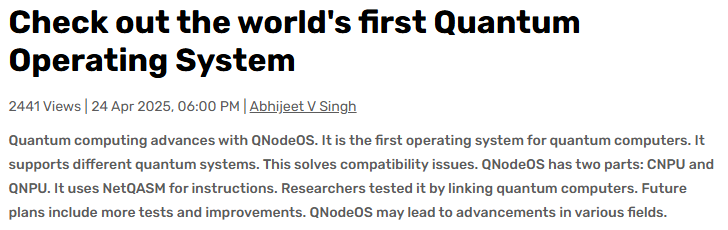 Check out the world's first Quantum
Operating System
2441 Views | 24 Apr 2025, 06:00 PM | Abhijeet V Singh
Quantum computing advances with QNodeOS. It is the first operating system for quantum computers. It
supports different quantum systems. This solves compatibility issues. QNodeOS has two parts: CNPU and
QNPU. It uses NetQASM for instructions. Researchers tested it by linking quantum computers. Future
plans include more tests and improvements. QNodeOS may lead to advancements in various fields.